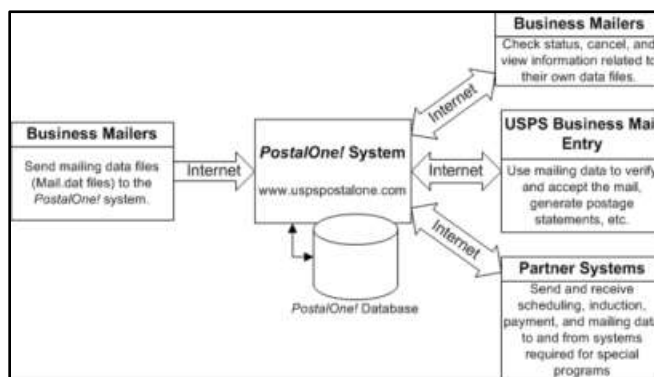 Business Mailers
Send mailing data files
(Mail.dat files) to the
PostalOne! system.
Internet
PostalOne! System
www.uspspostalone.com
PostalOne! Database
Internet
Business Mailers
Check status, cancel, and
view information related to
their own data files.
Internet
USPS Business Mail
Entry
Use mailing data to verify
and accept the mail,
generate postage
statements, etc.
Internet
Partner Systems
Send and receive
scheduling, induction,
payment, and mailing data
to and from systems
required for special
programs